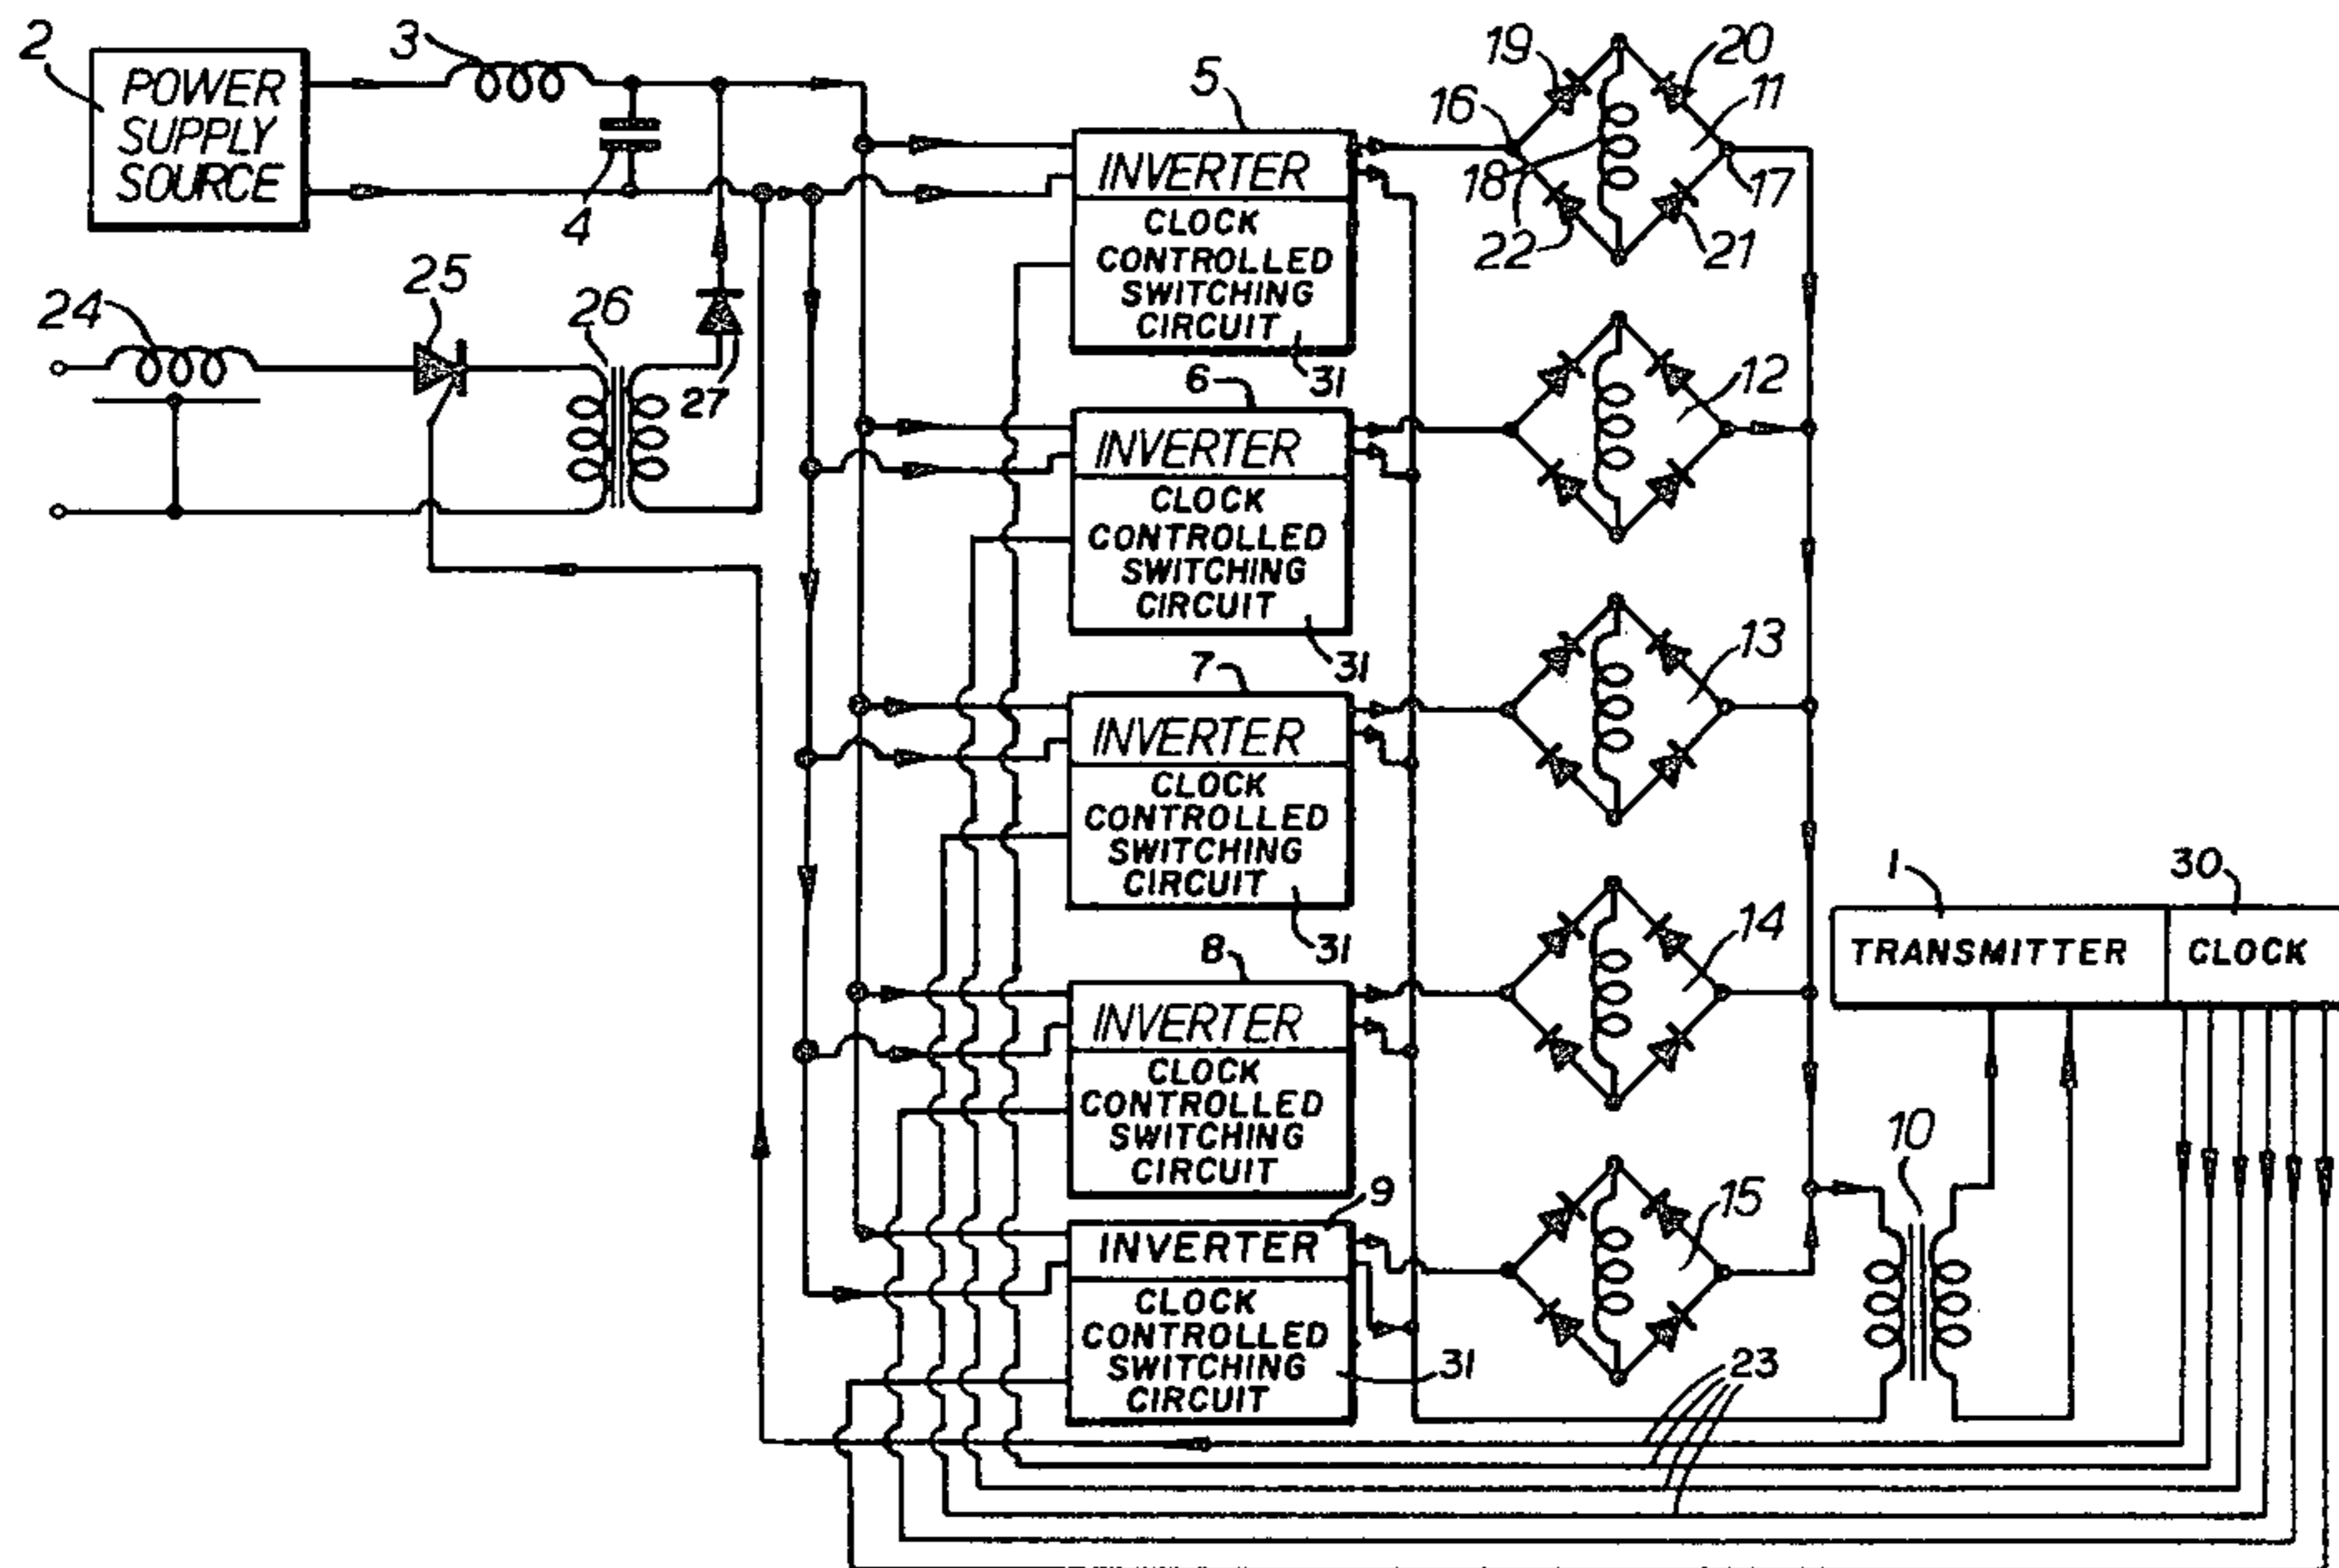 2
3
POWER
SUPPLY
SOURCE
4
24
25
26
27
5
INVERTER
CLOCK
CONTROLLED
SWITCHING
CIRCUIT
31
6
INVERTER
CLOCK
CONTROLLED
SWITCHING
CIRCUIT
31
7
INVERTER
CLOCK
CONTROLLED
SWITCHING
CIRCUIT
31
8
INVERTER
CLOCK
CONTROLLED
SWITCHING
CIRCUIT
9
INVERTER
CLOCK
CONTROLLED
SWITCHING
CIRCUIT
31
19
20
16
11
18
17
22
21
12
13
14
15
1
30
TRANSMITTER
CLOCK
10
23